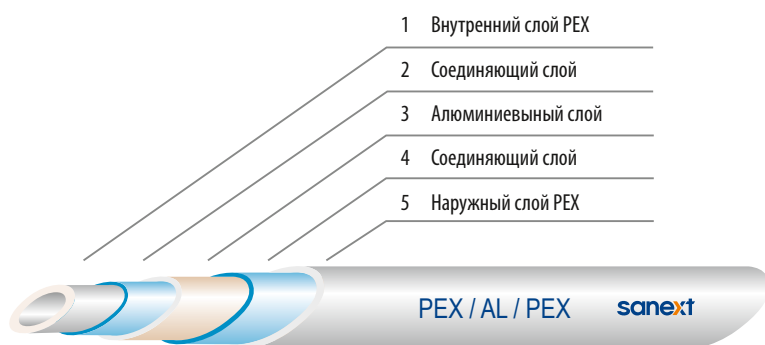 1 Внутренний слой PEX
2 Соединяющий слой
3 Алюминиевыный слой
4 Соединяющий слой
5 Наружный слой PEX
PEX / AL / PEX sanext